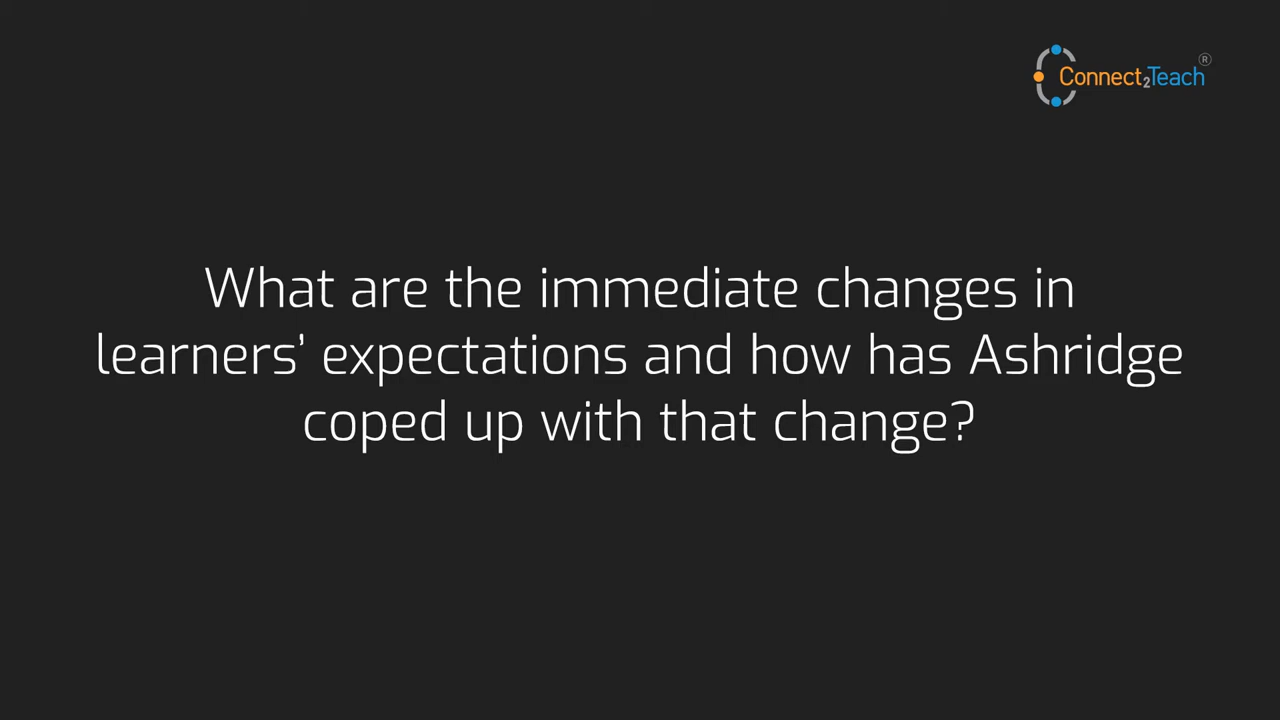 Connect2Teach®
What are the immediate changes in
learners’ expectations and how has Ashridge
coped up with that change?